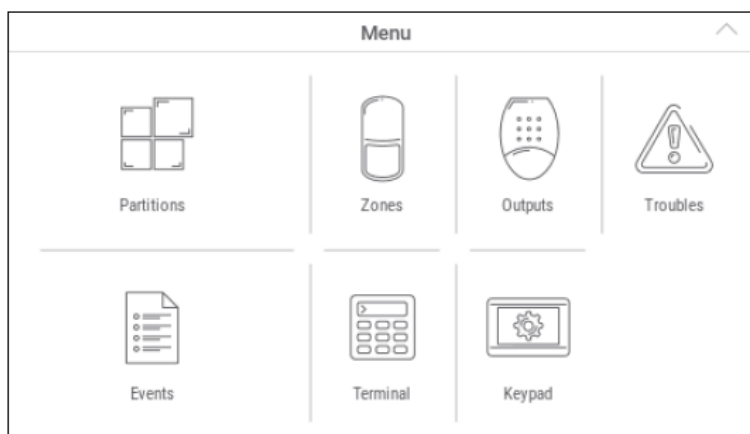 Menu
Partitions
Zones
Outputs
Troubles
Events
Terminal
Keypad